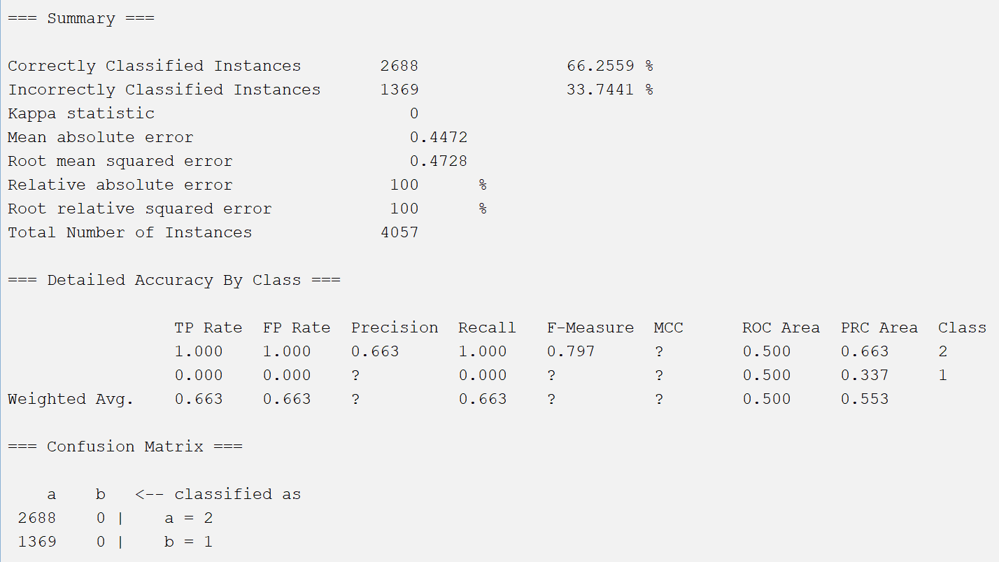 === Summary ===
Correctly Classified Instances        2688               66.2559 %
Incorrectly Classified Instances      1369               33.7441 %
Kappa statistic                          0
Mean absolute error                      0.4472
Root mean squared error                  0.4728
Relative absolute error                100      %
Root relative squared error            100      %
Total Number of Instances             4057
=== Detailed Accuracy By Class ===
                 TP Rate  FP Rate  Precision  Recall   F-Measure  MCC      ROC Area  PRC Area  Class
                 1.000    1.000    0.663      1.000    0.797      ?        0.500     0.663     2
                 0.000    0.000    ?          0.000    ?          ?        0.500     0.337     1
Weighted Avg.    0.663    0.663    ?          0.663    ?          ?        0.500     0.553
=== Confusion Matrix ===
    a    b   <-- classified as
 2688    0 |    a = 2
 1369    0 |    b = 1